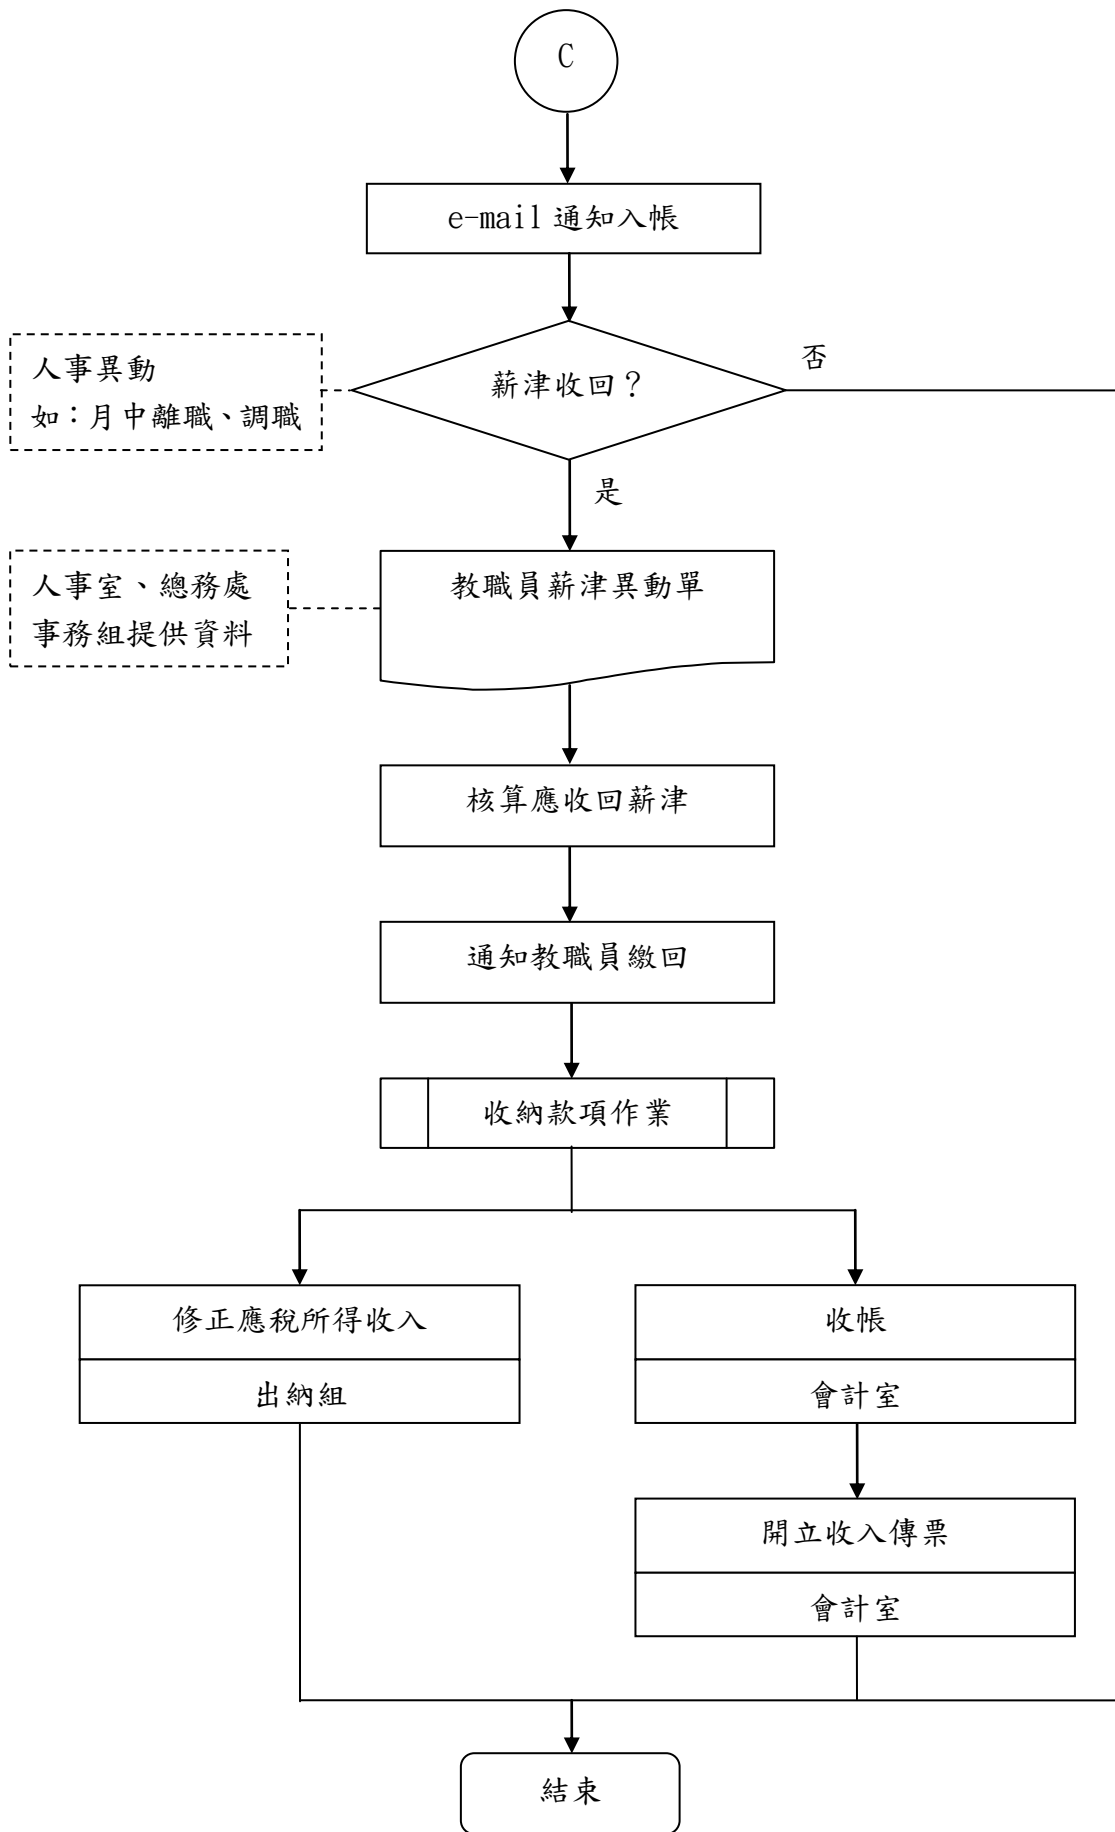 C
e-mail 通知入帳
人事異動
如：月中離職、調職
薪津收回？
否
是
人事室、總務處
事務組提供資料
教職員薪津異動單
核算應收回薪津
通知教職員繳回
收納款項作業
修正應稅所得收入
出納組
收帳
會計室
開立收入傳票
會計室
結束